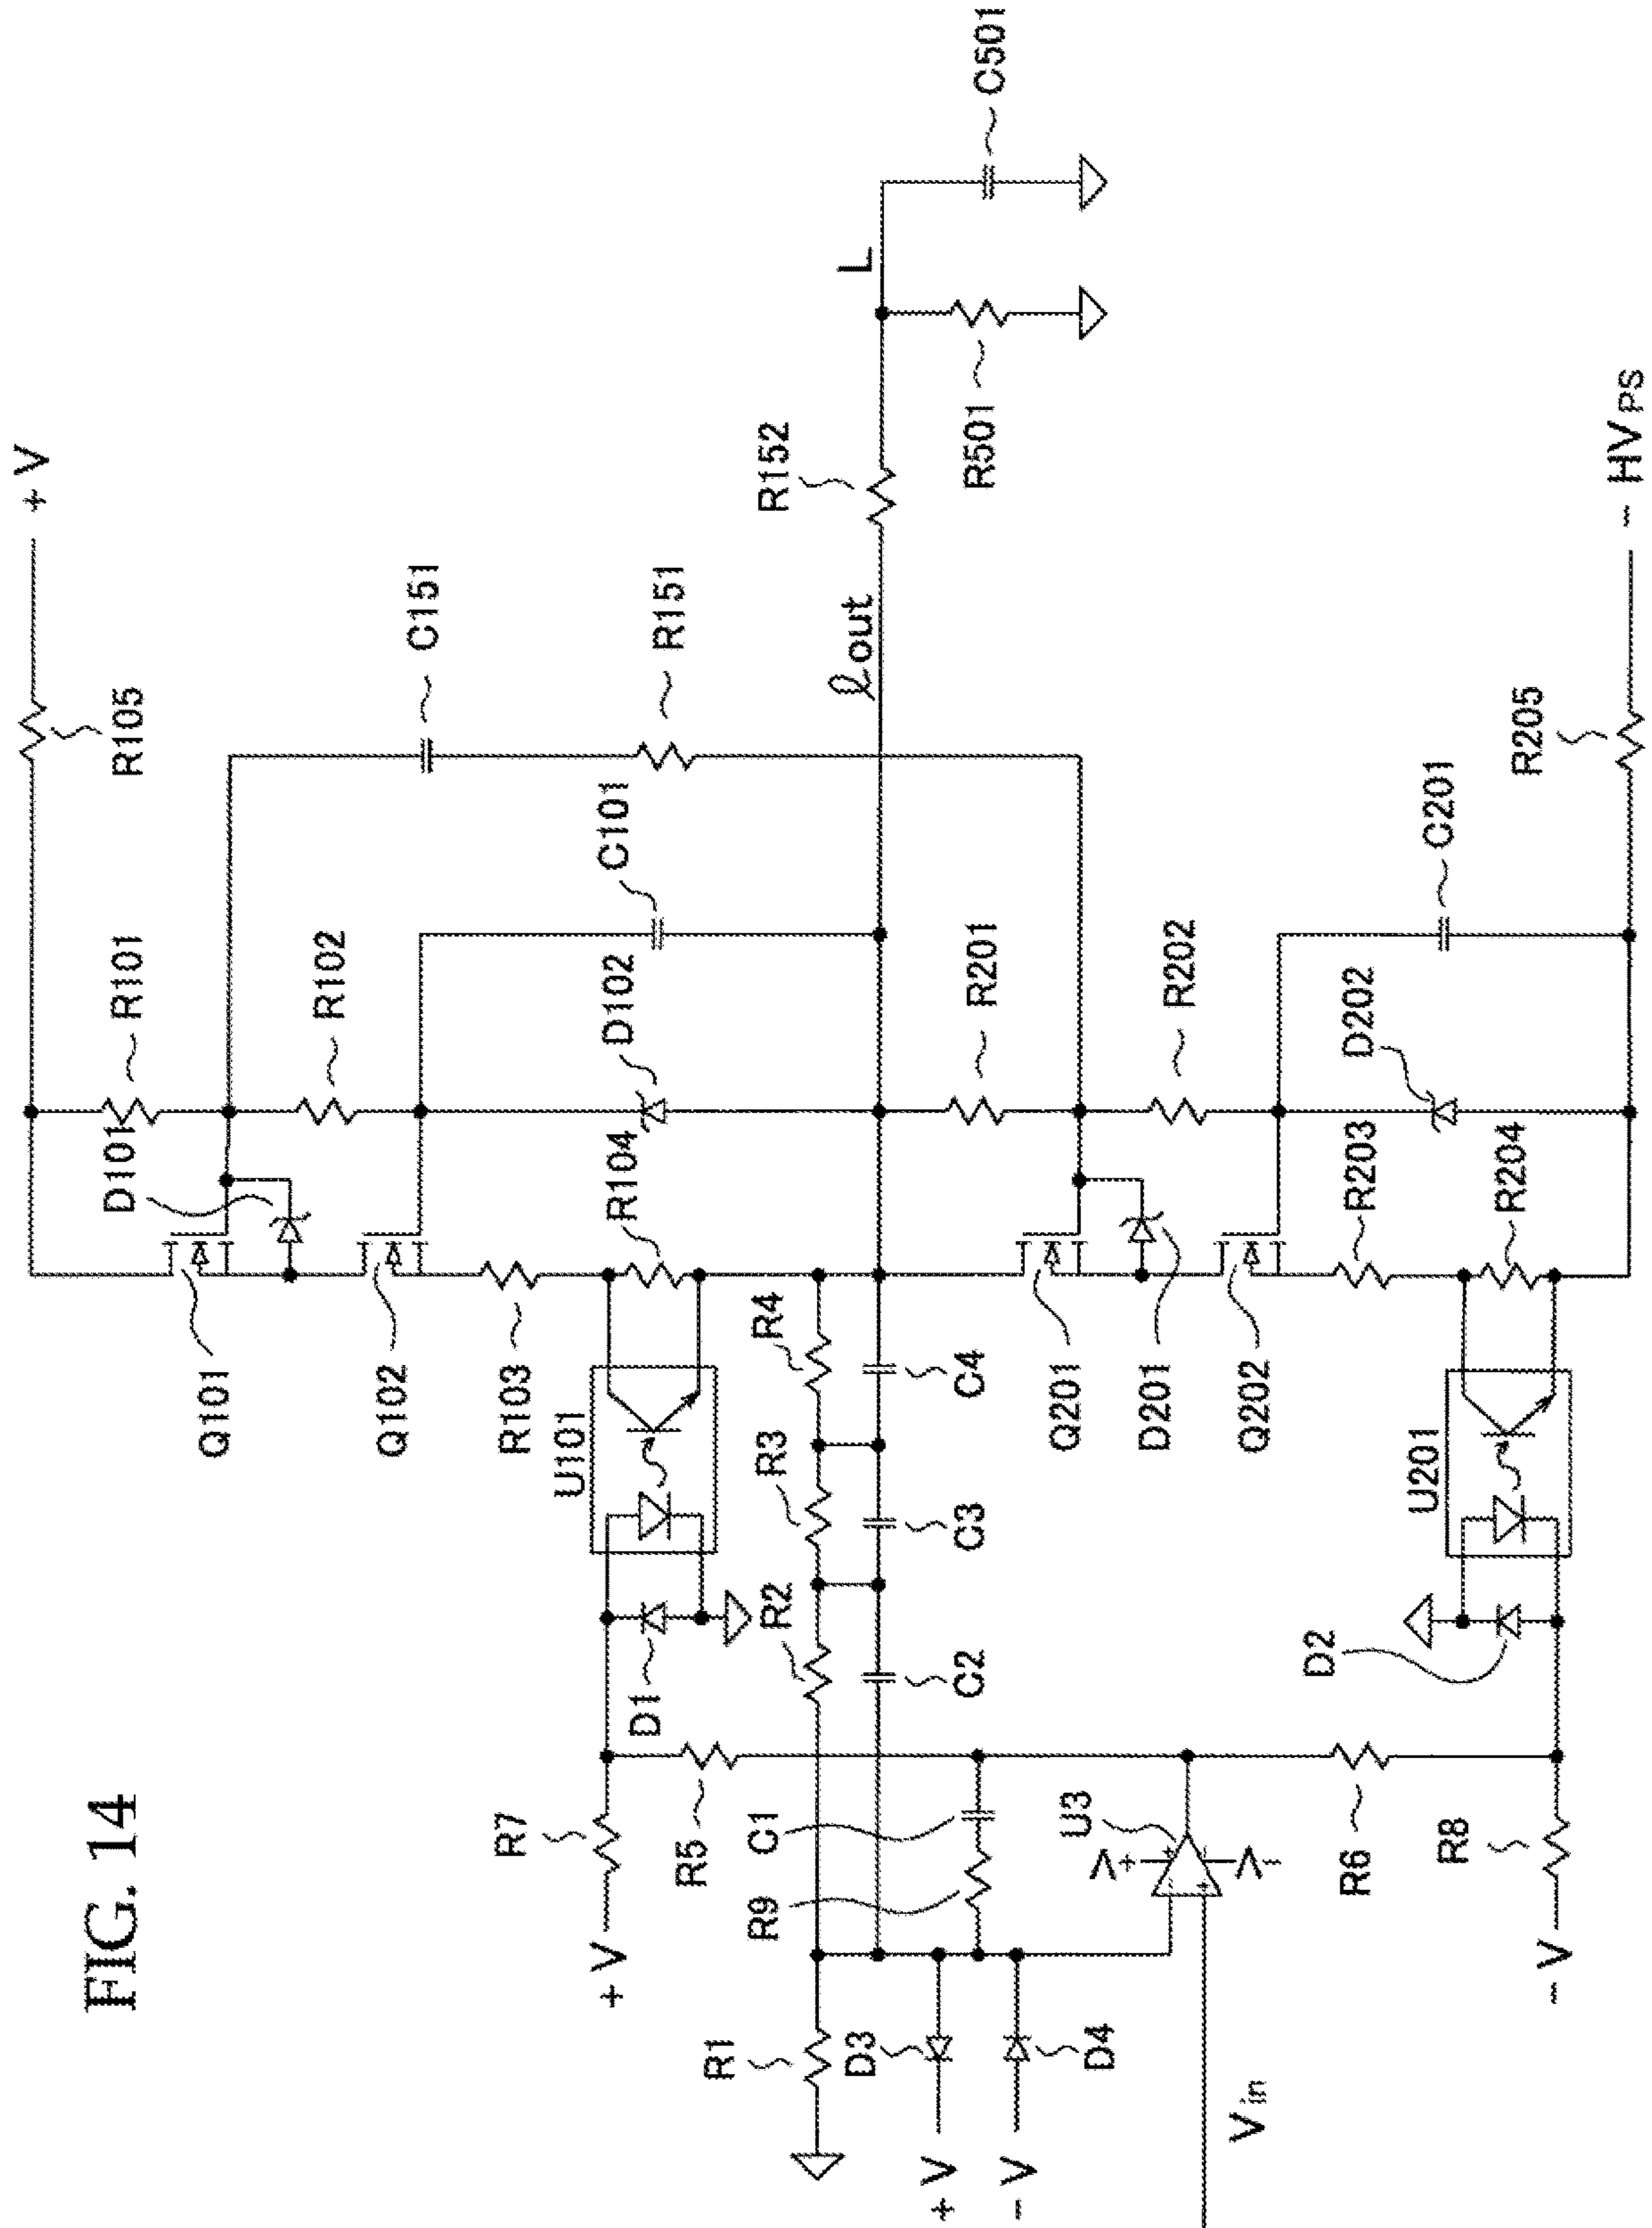 FIG. 14
+ V
R105
R101
D101
Q101
R102
Q102
C151
R151
C101
D102
R104
R103
U101
R4
R3
R2
C4
C3
C2
D1
R7
+ V
R5
R9
C1
U3
V+
V-
R6
R1
D3
+ V
D4
- V
Vin
ℓout
R152
L
R501
C501
R201
Q201
D201
R202
Q202
D202
C201
R203
R204
U201
D2
R8
- V
R205
- HVPS